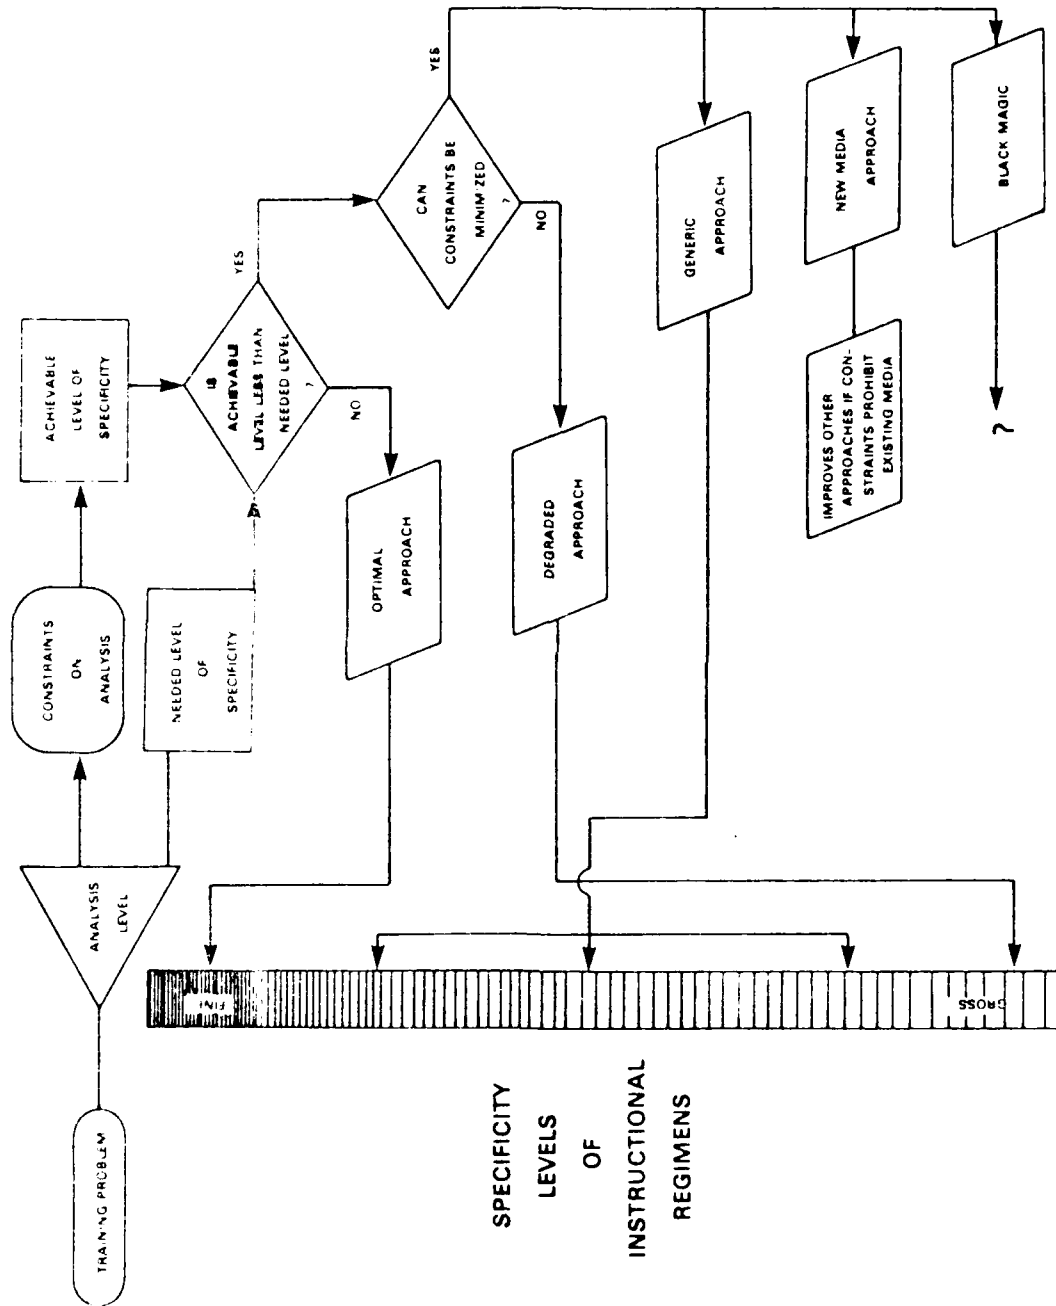 TRAINING PROBLEM
ANALYSIS
LEVEL
CONSTRAINTS
ON
ANALYSIS
ACHIEVABLE
LEVEL OF
SPECIFICITY
NEEDED LEVEL
OF
SPECIFICITY
IS
ACHIEVABLE
LEVEL LESS THAN
NEEDED LEVEL
?
YES
NO
CAN
CONSTRAINTS BE
MINIMIZED
?
YES
NO
OPTIMAL
APPROACH
DEGRADED
APPROACH
GENERIC
APPROACH
NEW MEDIA
APPROACH
IMPROVES OTHER
APPROACHES IF CON-
STRAINTS PROHIBIT
EXISTING MEDIA
BLACK MAGIC
?
FINE
GROSS
SPECIFICITY
LEVELS
OF
INSTRUCTIONAL
REGIMENS